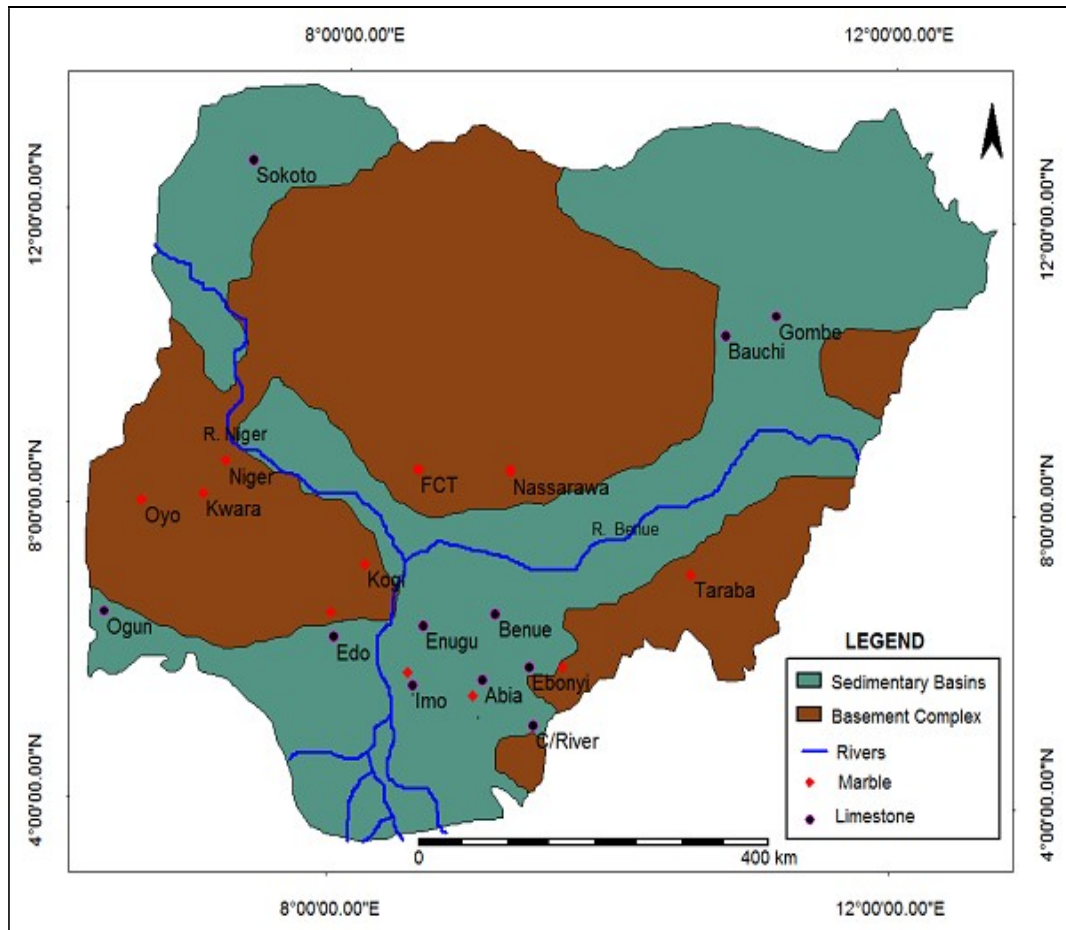 8°00'00.00"E
12°00'00.00"E
12°00'00.00"N
12°00'00.00"N
Sokoto
Gombe
Bauchi
R. Niger
Niger
FCT
Nassarawa
Oyo
Kwara
8°00'00.00"N
8°00'00.00"N
R. Benue
Kogi
Taraba
Ogun
Edo
Enugu
Benue
Imo
Abia
Ebonyi
C/River
LEGEND
Sedimentary Basins
Basement Complex
Rivers
Marble
Limestone
4°00'00.00"N
4°00'00.00"N
0
400 km
8°00'00.00"E
12°00'00.00"E